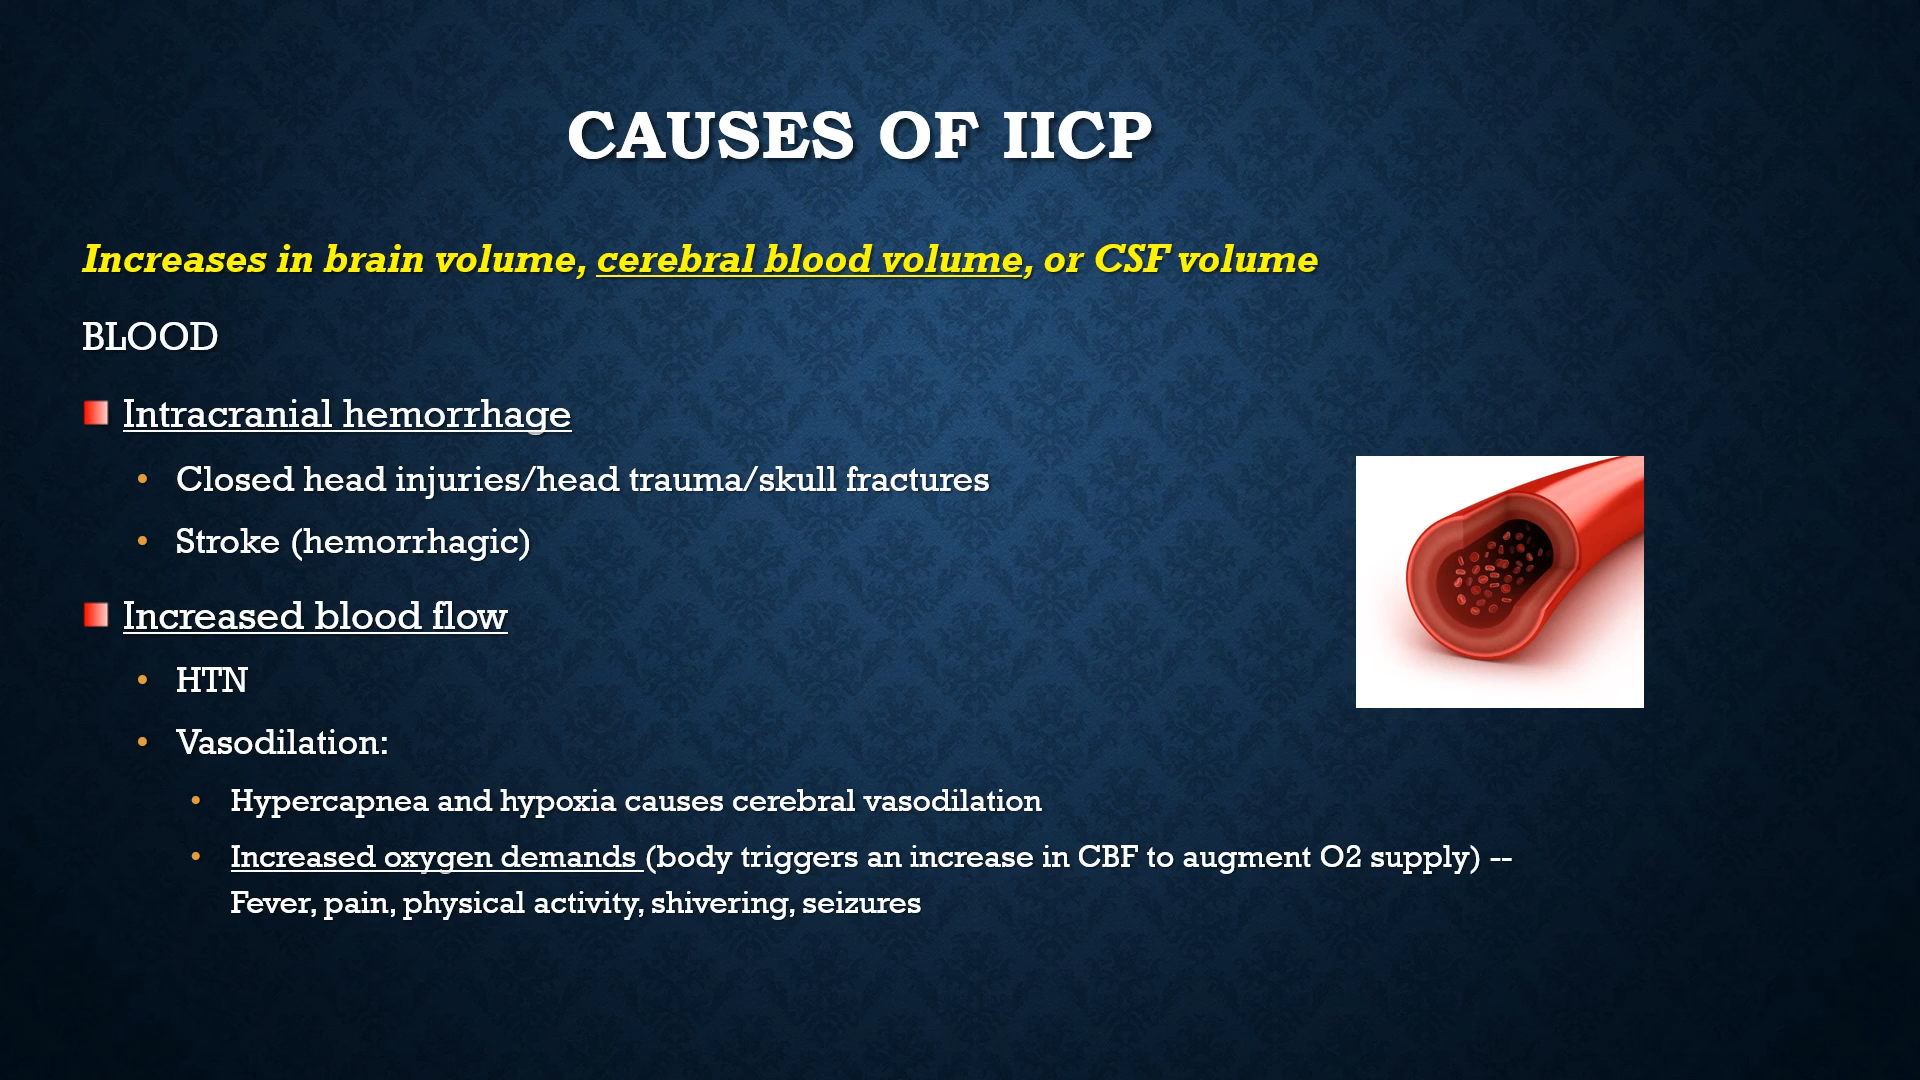 CAUSES OF IICP
Increases in brain volume, cerebral blood volume, or CSF volume
BLOOD
Intracranial hemorrhage
• Closed head injuries/head trauma/skull fractures
• Stroke (hemorrhagic)
Increased blood flow
• HTN
• Vasodilation:
• Hypercapnea and hypoxia causes cerebral vasodilation
• Increased oxygen demands (body triggers an increase in CBF to augment O2 supply) --
Fever, pain, physical activity, shivering, seizures